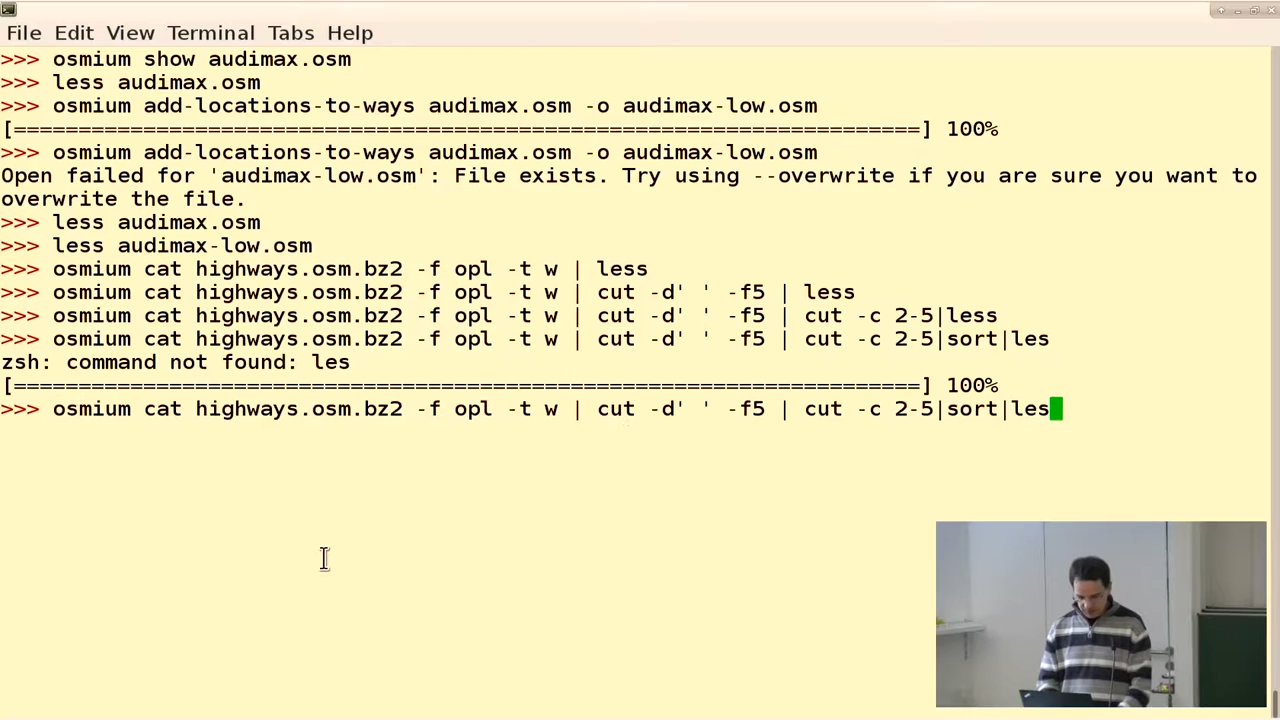 File Edit View Terminal Tabs Help
>>> osmium show audimax.osm
>>> less audimax.osm
>>> osmium add-locations-to-ways audimax.osm -o audimax-low.osm
[======================================================================] 100%
>>> osmium add-locations-to-ways audimax.osm -o audimax-low.osm
Open failed for 'audimax-low.osm': File exists. Try using --overwrite if you are sure you want to
overwrite the file.
>>> less audimax.osm
>>> less audimax-low.osm
>>> osmium cat highways.osm.bz2 -f opl -t w | less
>>> osmium cat highways.osm.bz2 -f opl -t w | cut -d' ' -f5 | less
>>> osmium cat highways.osm.bz2 -f opl -t w | cut -d' ' -f5 | cut -c 2-5|less
>>> osmium cat highways.osm.bz2 -f opl -t w | cut -d' ' -f5 | cut -c 2-5|sort|les
zsh: command not found: les
[======================================================================] 100%
>>> osmium cat highways.osm.bz2 -f opl -t w | cut -d' ' -f5 | cut -c 2-5|sort|les